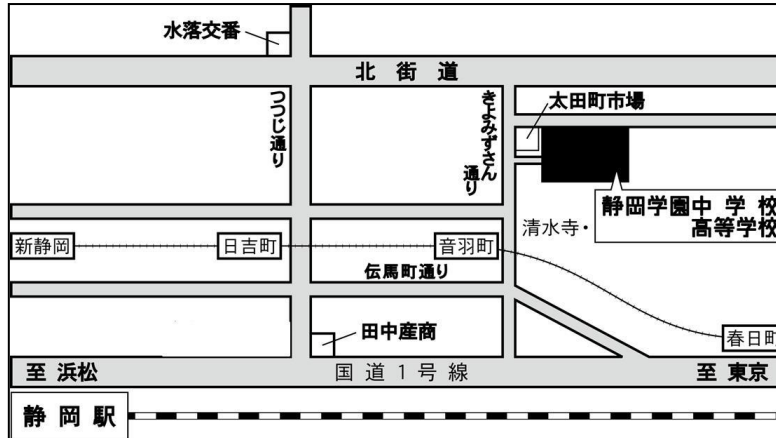 水落交番
北街道
つつじ通り
きよみずさん
通り
太田町市場
静岡学園中学校
高等学校
清水寺・
新静岡
日吉町
音羽町
伝馬町通り
田中産商
春日町
至浜松
国道1号線
至東京
静岡駅